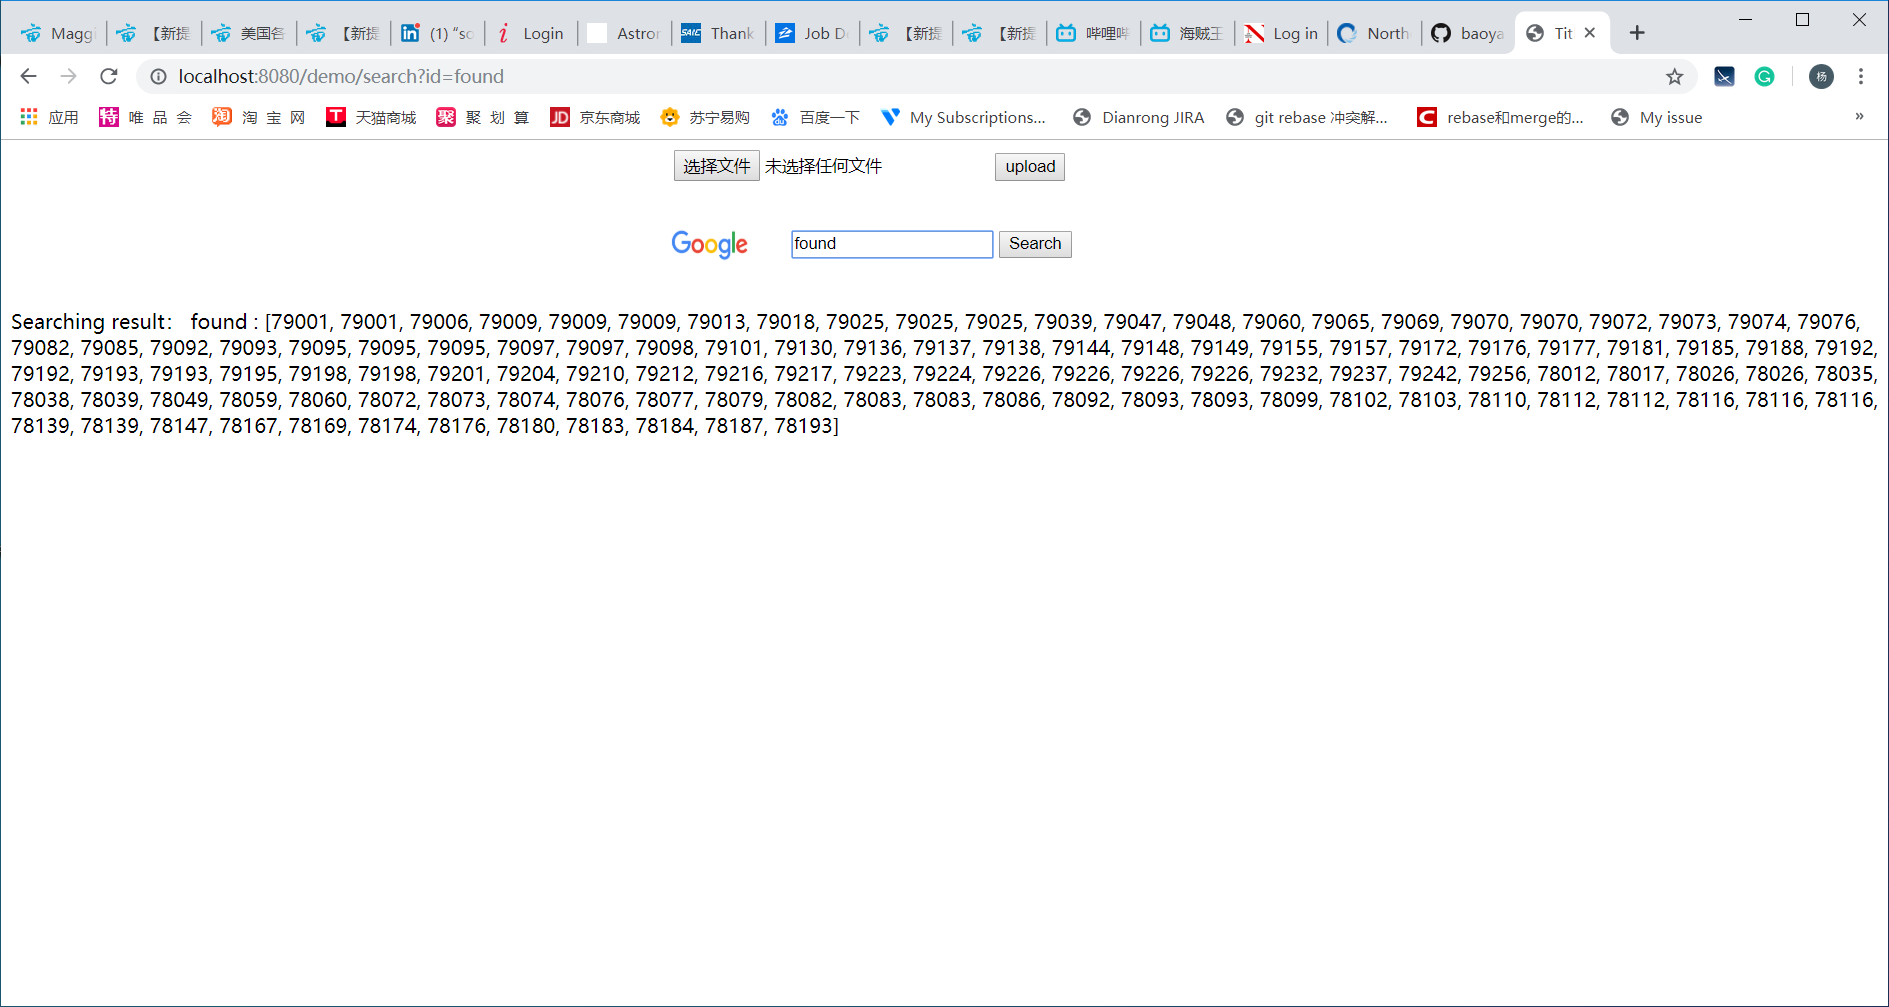 Magg 【新提 美国各 【新提 (1) "so Login Astror Thank Job De 【新提 【新提 哔哩哔 海贼王 Log in North baoya Tit
localhost:8080/demo/search?id=found 杨
应用 唯 品 会 淘 宝 网 天猫商城 聚 划 算 京东商城 苏宁易购 百度一下 My Subscriptions... Dianrong JIRA git rebase 冲突解... rebase和merge的... My issue »
选择文件 未选择任何文件 upload
Google found Search
Searching result: found : [79001, 79001, 79006, 79009, 79009, 79009, 79013, 79018, 79025, 79025, 79025, 79039, 79047, 79048, 79060, 79065, 79069, 79070, 79070, 79072, 79073, 79074, 79076,
79082, 79085, 79092, 79093, 79095, 79095, 79095, 79097, 79097, 79098, 79101, 79130, 79136, 79137, 79138, 79144, 79148, 79149, 79155, 79157, 79172, 79176, 79177, 79181, 79185, 79188, 79192,
79192, 79193, 79193, 79195, 79198, 79198, 79201, 79204, 79210, 79212, 79216, 79217, 79223, 79224, 79226, 79226, 79226, 79226, 79232, 79237, 79242, 79256, 78012, 78017, 78026, 78026, 78035,
78038, 78039, 78049, 78059, 78060, 78072, 78073, 78074, 78076, 78077, 78079, 78082, 78083, 78083, 78086, 78092, 78093, 78093, 78099, 78102, 78103, 78110, 78112, 78112, 78116, 78116, 78116,
78139, 78139, 78147, 78167, 78169, 78174, 78176, 78180, 78183, 78184, 78187, 78193]